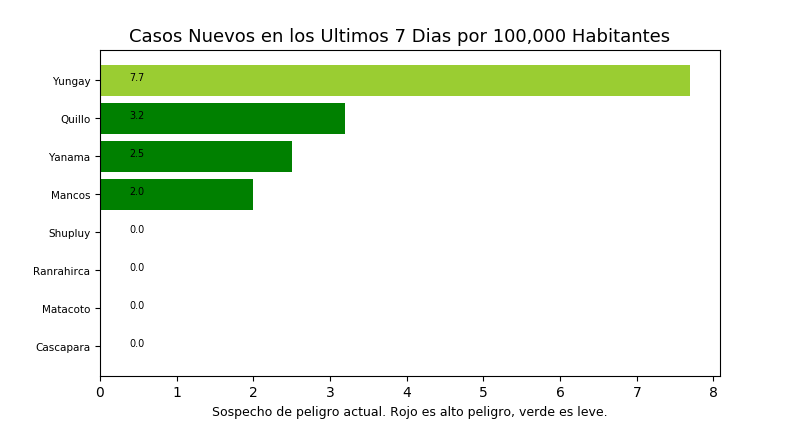 Casos Nuevos en los Ultimos 7 Dias por 100,000 Habitantes
Yungay 7.7
Quillo 3.2
Yanama 2.5
Mancos 2.0
Shupluy 0.0
Ranrahirca 0.0
Matacoto 0.0
Cascapara 0.0
0 1 2 3 4 5 6 7 8
Sospecho de peligro actual. Rojo es alto peligro, verde es leve.